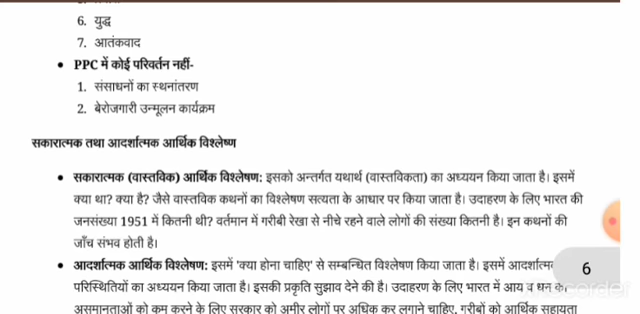 6. युद्ध
7. आतंकवाद
• PPC में कोई परिवर्तन नहीं-
1. संसाधनों का स्थनांतरण
2. बेरोजगारी उन्मूलन कार्यक्रम
सकारात्मक तथा आदर्शात्मक आर्थिक विश्लेष्ण
• सकारात्मक (वास्तविक) आर्थिक विश्लेषण: इसको अन्तर्गत यथार्थ (वास्तविकता) का अध्ययन किया जाता है। इसमें
क्या था? क्या है? जैसे वास्तविक कथनों का विश्लेषण सत्यता के आधार पर किया जाता है। उदाहरण के लिए भारत की
जनसंख्या 1951 में कितनी थी? वर्तमान में गरीबी रेखा से नीचे रहने वाले लोगों की संख्या कितनी है। इन कथनों की
जाँच संभव होती है।
• आदर्शात्मक आर्थिक विश्लेषण: इसमें 'क्या होना चाहिए' से सम्बन्धित विश्लेषण किया जाता है। इसमें
परिस्थितियों का अध्ययन किया जाता है। इसकी प्रकृति सुझाव देने की है। उदाहरण के लिए भारत में आय व धन
असमानताओं को कम करने के लिए सरकार को अमीर लोगों पर अधिक कर लगाने चाहिए, गरीबों को आर्थिक सहायता
6